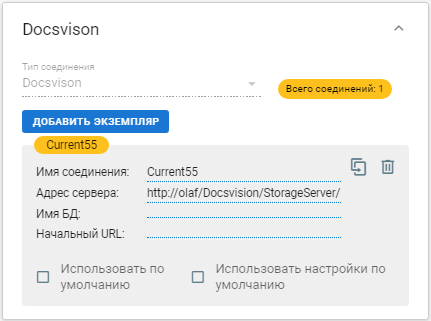 Docsvison
Тип соединения
Docsvison
Всего соединений: 1
ДОБАВИТЬ ЭКЗЕМПЛЯР
Current55
Имя соединения: Current55
Адрес сервера: http://olaf/Docsvision/StorageServer/
Имя БД:
Начальный URL:
Использовать по умолчанию
Использовать настройки по умолчанию